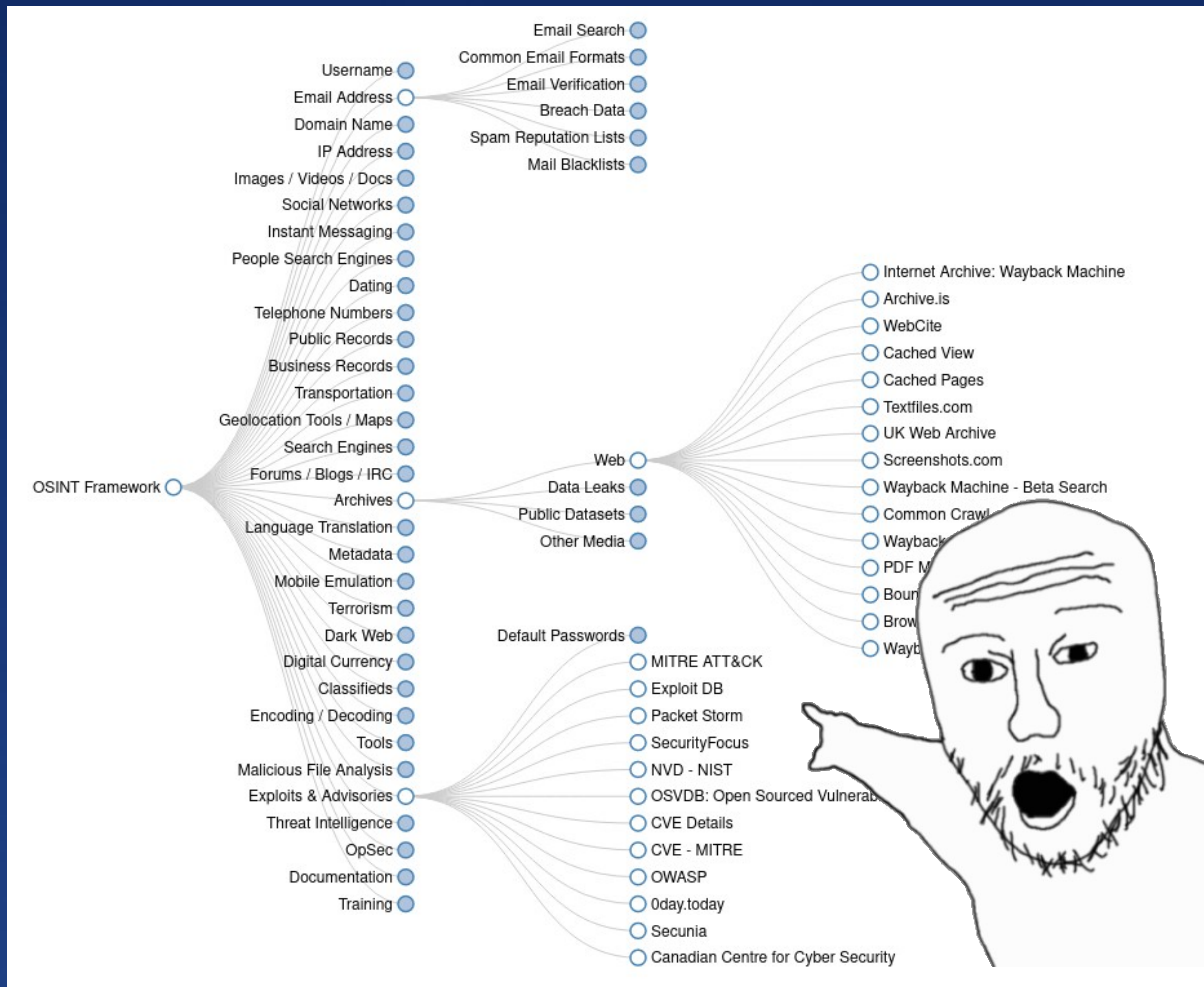 OSINT Framework
Username
Email Address
Domain Name
IP Address
Images / Videos / Docs
Social Networks
Instant Messaging
People Search Engines
Dating
Telephone Numbers
Public Records
Business Records
Transportation
Geolocation Tools / Maps
Search Engines
Forums / Blogs / IRC
Archives
Language Translation
Metadata
Mobile Emulation
Terrorism
Dark Web
Digital Currency
Classifieds
Encoding / Decoding
Tools
Malicious File Analysis
Exploits & Advisories
Threat Intelligence
OpSec
Documentation
Training
Email Search
Common Email Formats
Email Verification
Breach Data
Spam Reputation Lists
Mail Blacklists
Web
Data Leaks
Public Datasets
Other Media
Internet Archive: Wayback Machine
Archive.is
WebCite
Cached View
Cached Pages
Textfiles.com
UK Web Archive
Screenshots.com
Wayback Machine - Beta Search
Common Crawl
Wayback
PDF
Default Passwords
MITRE ATT&CK
Exploit DB
Packet Storm
SecurityFocus
NVD - NIST
OSVDB: Open Sourced
CVE Details
CVE - MITRE
OWASP
0day.today
Secunia
Canadian Centre for Cyber Security